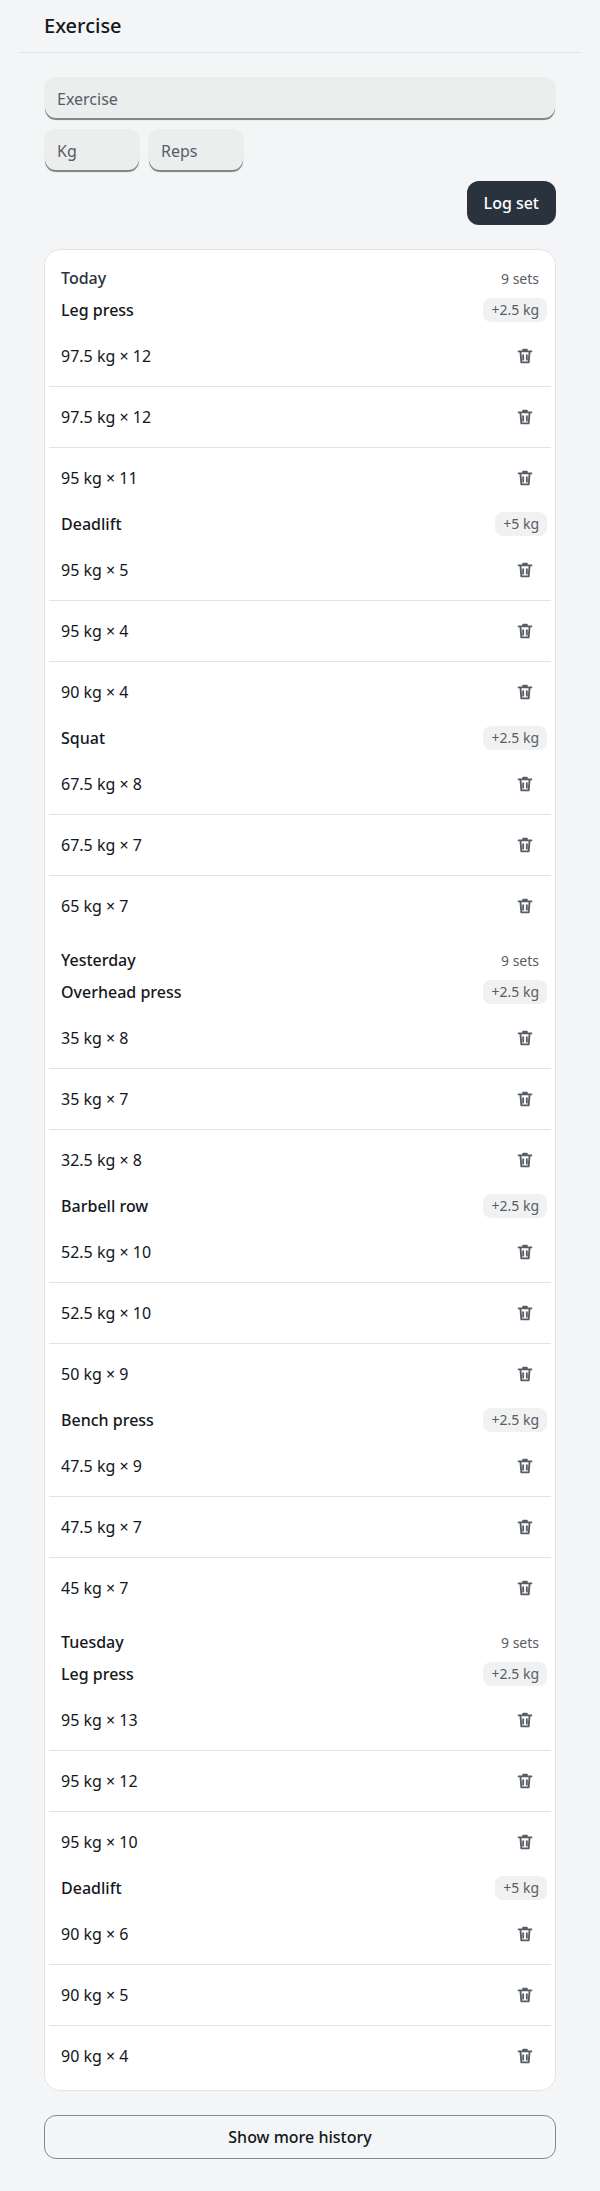 Exercise
Exercise
Kg Reps
Log set
Today 9 sets
Leg press +2.5 kg
97.5 kg × 12
97.5 kg × 12
95 kg × 11
Deadlift +5 kg
95 kg × 5
95 kg × 4
90 kg × 4
Squat +2.5 kg
67.5 kg × 8
67.5 kg × 7
65 kg × 7
Yesterday 9 sets
Overhead press +2.5 kg
35 kg × 8
35 kg × 7
32.5 kg × 8
Barbell row +2.5 kg
52.5 kg × 10
52.5 kg × 10
50 kg × 9
Bench press +2.5 kg
47.5 kg × 9
47.5 kg × 7
45 kg × 7
Tuesday 9 sets
Leg press +2.5 kg
95 kg × 13
95 kg × 12
95 kg × 10
Deadlift +5 kg
90 kg × 6
90 kg × 5
90 kg × 4
Show more history